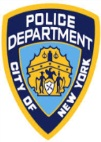 POLICE
DEPARTMENT
CITY OF
NEW YORK